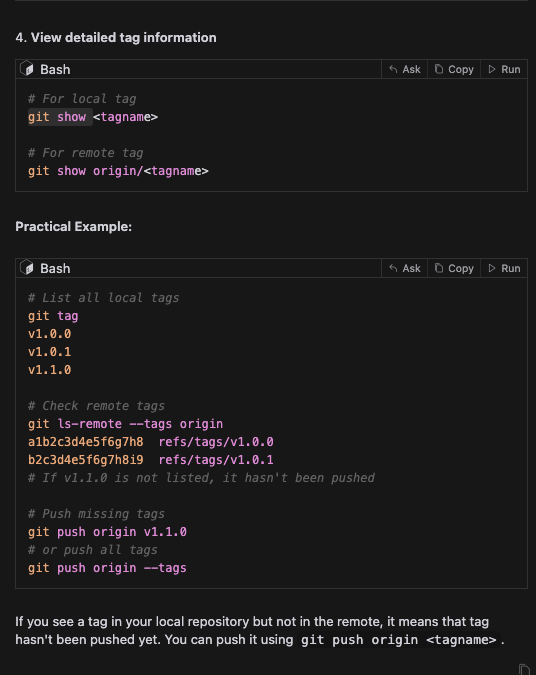 4. View detailed tag information
Bash Ask Copy Run
# For local tag
git show <tagname>
# For remote tag
git show origin/<tagname>
Practical Example:
Bash Ask Copy Run
# List all local tags
git tag
v1.0.0
v1.0.1
v1.1.0
# Check remote tags
git ls-remote --tags origin
a1b2c3d4e5f6g7h8 refs/tags/v1.0.0
b2c3d4e5f6g7h8i9 refs/tags/v1.0.1
# If v1.1.0 is not listed, it hasn't been pushed
# Push missing tags
git push origin v1.1.0
# or push all tags
git push origin --tags
If you see a tag in your local repository but not in the remote, it means that tag
hasn't been pushed yet. You can push it using git push origin <tagname>.